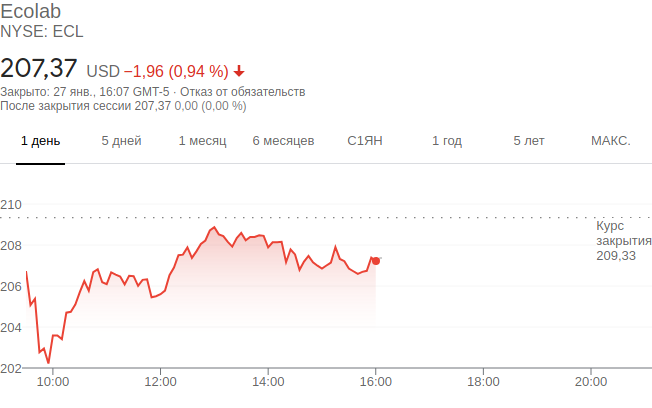 Ecolab
NYSE: ECL
207,37 USD −1,96 (0,94 %)
Закрыто: 27 янв., 16:07 GMT-5 · Отказ от обязательств
После закрытия сессии 207,37 0,00 (0,00 %)
1 день 5 дней 1 месяц 6 месяцев С1ЯН 1 год 5 лет МАКС.
210
Курс
208
закрытия
209,33
206
204
202
10:00 12:00 14:00 16:00 18:00 20:00